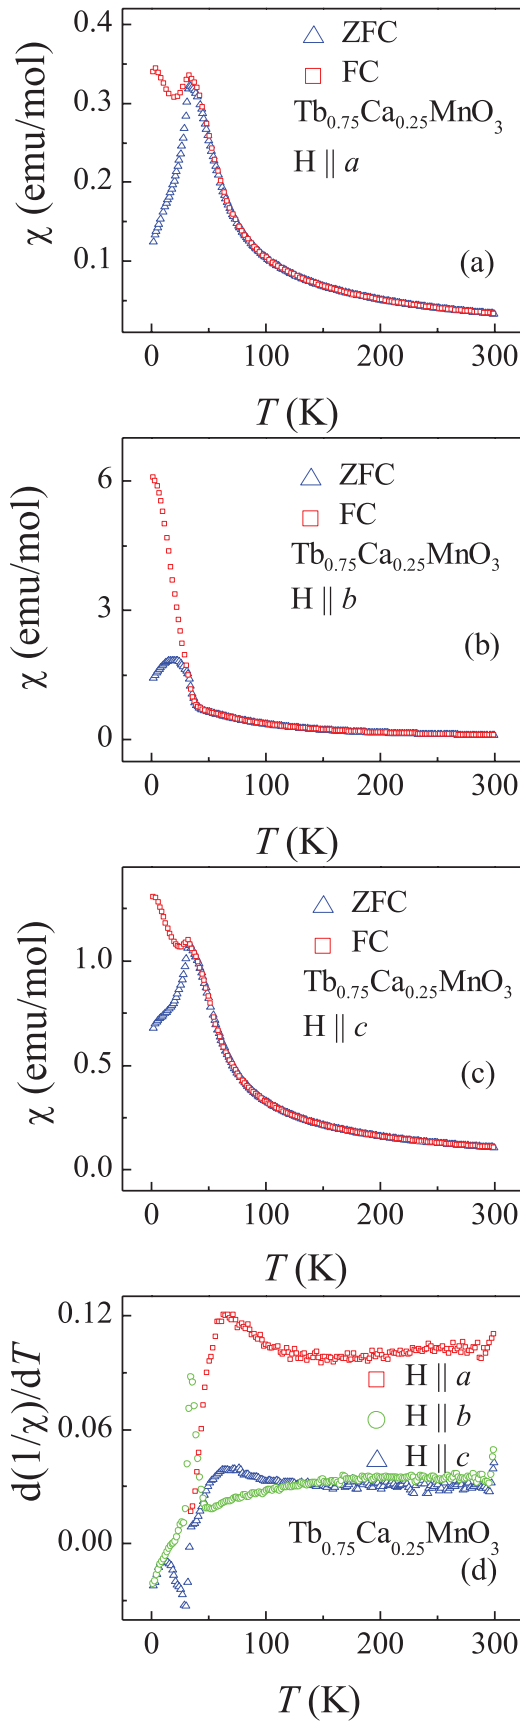 ZFC
FC
Tb0.75Ca0.25MnO3
H || a
(a)
χ (emu/mol)
0.4
0.3
0.2
0.1
0 100 200 300
T (K)
ZFC
FC
Tb0.75Ca0.25MnO3
H || b
(b)
χ (emu/mol)
6
3
0
0 100 200 300
T (K)
ZFC
FC
Tb0.75Ca0.25MnO3
H || c
(c)
χ (emu/mol)
1.0
0.5
0.0
0 100 200 300
T (K)
d(1/χ)/dT
0.12
0.06
0.00
H || a
H || b
H || c
Tb0.75Ca0.25MnO3
(d)
0 100 200 300
T (K)